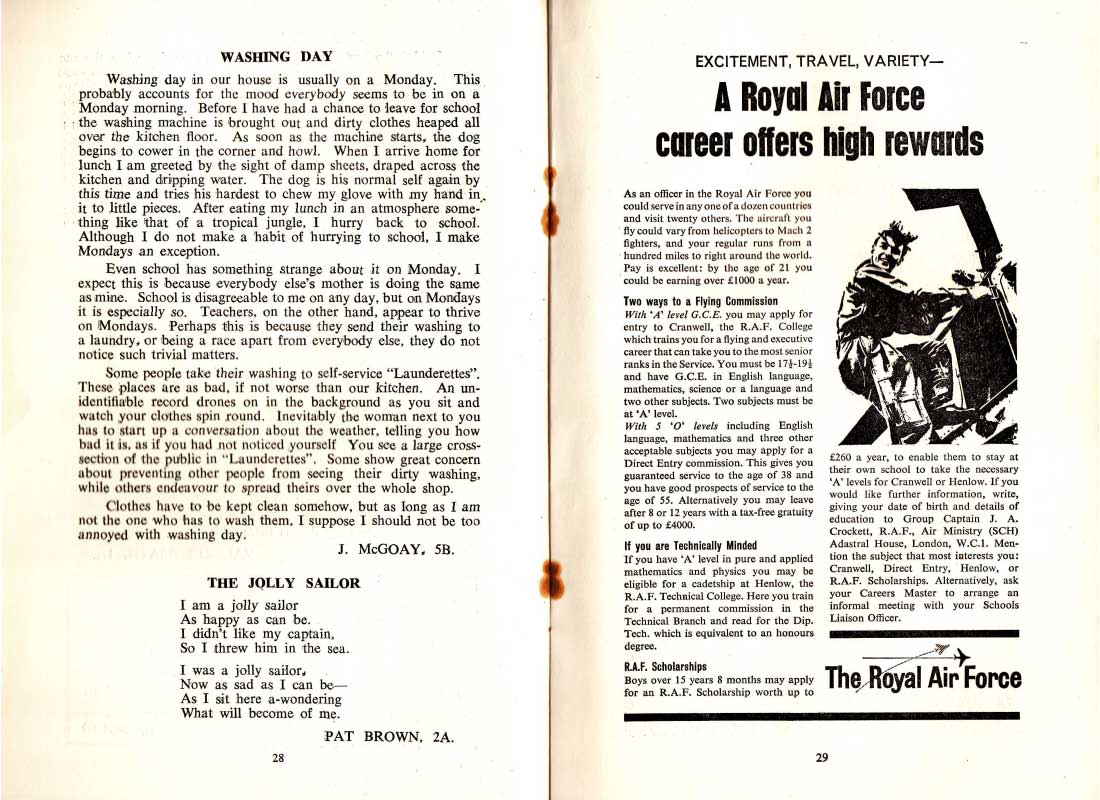 WASHING DAY
Washing day in our house is usually on a Monday. This
probably accounts for the mood everybody seems to be in on a
Monday morning. Before I have had a chance to leave for school
the washing machine is brought out and dirty clothes heaped all
over the kitchen floor. As soon as the machine starts, the dog
begins to cower in the corner and howl. When I arrive home for
lunch I am greeted by the sight of damp sheets, draped across the
kitchen and dripping water. The dog is his normal self again by
this time and tries his hardest to chew my glove with my hand in
it to little pieces. After eating my lunch in an atmosphere some-
thing like that of a tropical jungle, I hurry back to school.
Although I do not make a habit of hurrying to school, I make
Mondays an exception.
Even school has something strange about it on Monday. I
expect this is because everybody else's mother is doing the same
as mine. School is disagreeable to me on any day, but on Mondays
it is especially so. Teachers, on the other hand, appear to thrive
on Mondays. Perhaps this is because they send their washing to
a laundry, or being a race apart from everybody else, they do not
notice such trivial matters.
Some people take their washing to self-service "Launderettes".
These places are as bad, if not worse than our kitchen. An un-
identifiable record drones on in the background as you sit and
watch your clothes spin round. Inevitably the woman next to you
has to start up a conversation about the weather, telling you how
bad it is, as if you had not noticed yourself You see a large cross-
section of the public in "Launderettes". Some show great concern
about preventing other people from seeing their dirty washing,
while others endeavour to spread theirs over the whole shop.
Clothes have to be kept clean somehow, but as long as I am
not the one who has to wash them, I suppose I should not be too
annoyed with washing day.
J. McGOAY, 5B.
THE JOLLY SAILOR
I am a jolly sailor
As happy as can be.
I didn't like my captain,
So I threw him in the sea.
I was a jolly sailor,
Now as sad as I can be—
As I sit here a-wondering
What will become of me.
PAT BROWN, 2A.
28
EXCITEMENT, TRAVEL, VARIETY—
A Royal Air Force
career offers high rewards
As an officer in the Royal Air Force you
could serve in any one of a dozen countries
and visit twenty others. The aircraft you
fly could vary from helicopters to Mach 2
fighters, and your regular runs from a
hundred miles to right around the world.
Pay is excellent: by the age of 21 you
could be earning over £1000 a year.
Two ways to a Flying Commission
With 'A' level G.C.E. you may apply for
entry to Cranwell, the R.A.F. College
which trains you for a flying and executive
career that can take you to the most senior
ranks in the Service. You must be 17½-19½
and have G.C.E. in English language,
mathematics, science or a language and
two other subjects. Two subjects must be
at 'A' level.
With 5 'O' levels including English
language, mathematics and three other
acceptable subjects you may apply for a
Direct Entry commission. This gives you
guaranteed service to the age of 38 and
you have good prospects of service to the
age of 55. Alternatively you may leave
after 8 or 12 years with a tax-free gratuity
of up to £4000.
If you are Technically Minded
If you have 'A' level in pure and applied
mathematics and physics you may be
eligible for a cadetship at Henlow, the
R.A.F. Technical College. Here you train
for a permanent commission in the
Technical Branch and read for the Dip.
Tech. which is equivalent to an honours
degree.
R.A.F. Scholarships
Boys over 15 years 8 months may apply
for an R.A.F. Scholarship worth up to
£260 a year, to enable them to stay at
their own school to take the necessary
'A' levels for Cranwell or Henlow. If you
would like further information, write,
giving your date of birth and details of
education to Group Captain J. A.
Crockett, R.A.F., Air Ministry (SCH)
Adastral House, London, W.C.1. Men-
tion the subject that most interests you:
Cranwell, Direct Entry, Henlow, or
R.A.F. Scholarships. Alternatively, ask
your Careers Master to arrange an
informal meeting with your Schools
Liaison Officer.
The Royal Air Force
29